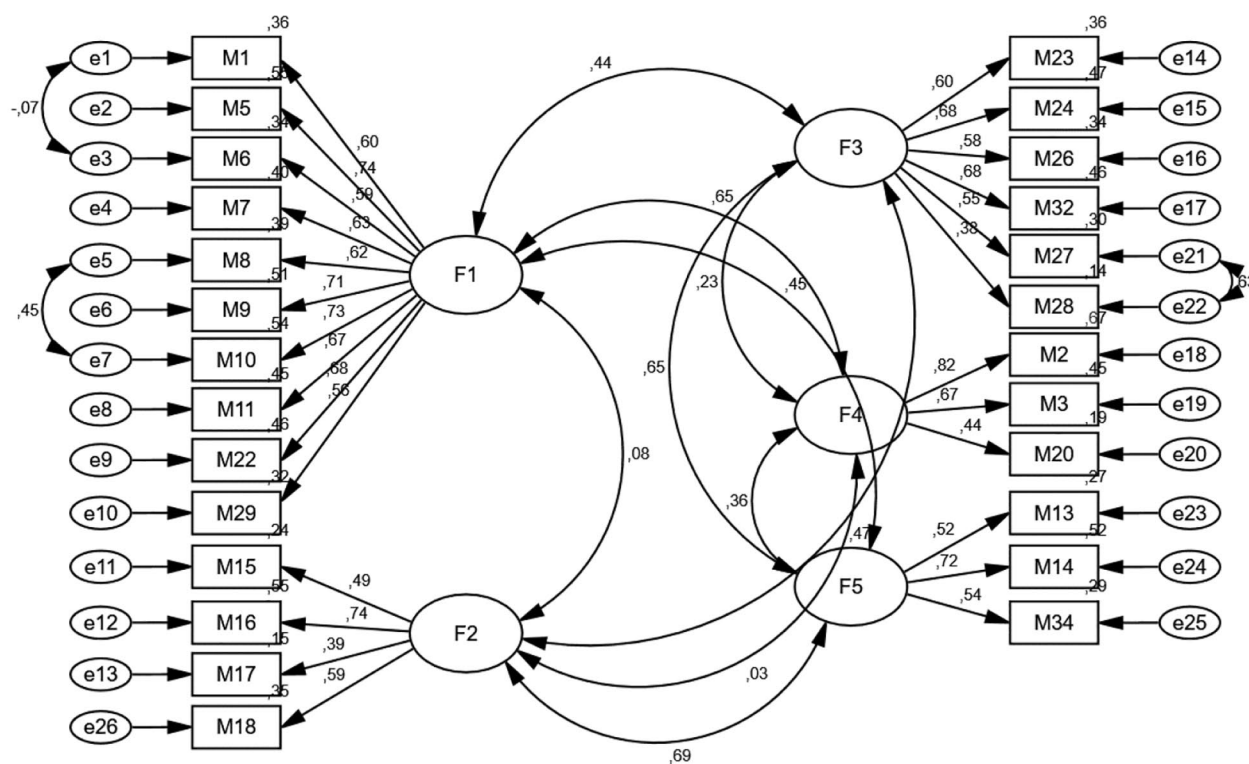 ,36
e1 M1
,55
-,07
e2 M5
,34
e3 M6
,40
e4 M7
,39
e5 M8
,51
,45
e6 M9
,54
e7 M10
,45
e8 M11
,46
e9 M22
,32
e10 M29
,24
e11 M15
,55
e12 M16
,15
e13 M17
,35
e26 M18
,60
,74
,59
,63
,62
,71
,73
,67
,68
,56
F1
,49
,74
,39
,59
F2
,44
,65
,45
,23
,65
,08
,36
,47
,03
,69
F3
F4
F5
,60
,68
,58
,68
,55
,38
,82
,67
,44
,52
,72
,54
,36
M23 e14
,47
M24 e15
,34
M26 e16
,46
M32 e17
,30
M27 e21
,14
,63
M28 e22
,67
M2 e18
,45
M3 e19
,19
M20 e20
,27
M13 e23
,52
M14 e24
,29
M34 e25